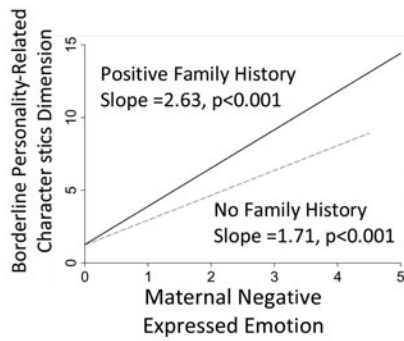 Borderline Personality-Related
Character stics Dimension
15
10
5
0
Positive Family History
Slope =2.63, p<0.001
No Family History
Slope =1.71, p<0.001
0 1 2 3 4 5
Maternal Negative
Expressed Emotion